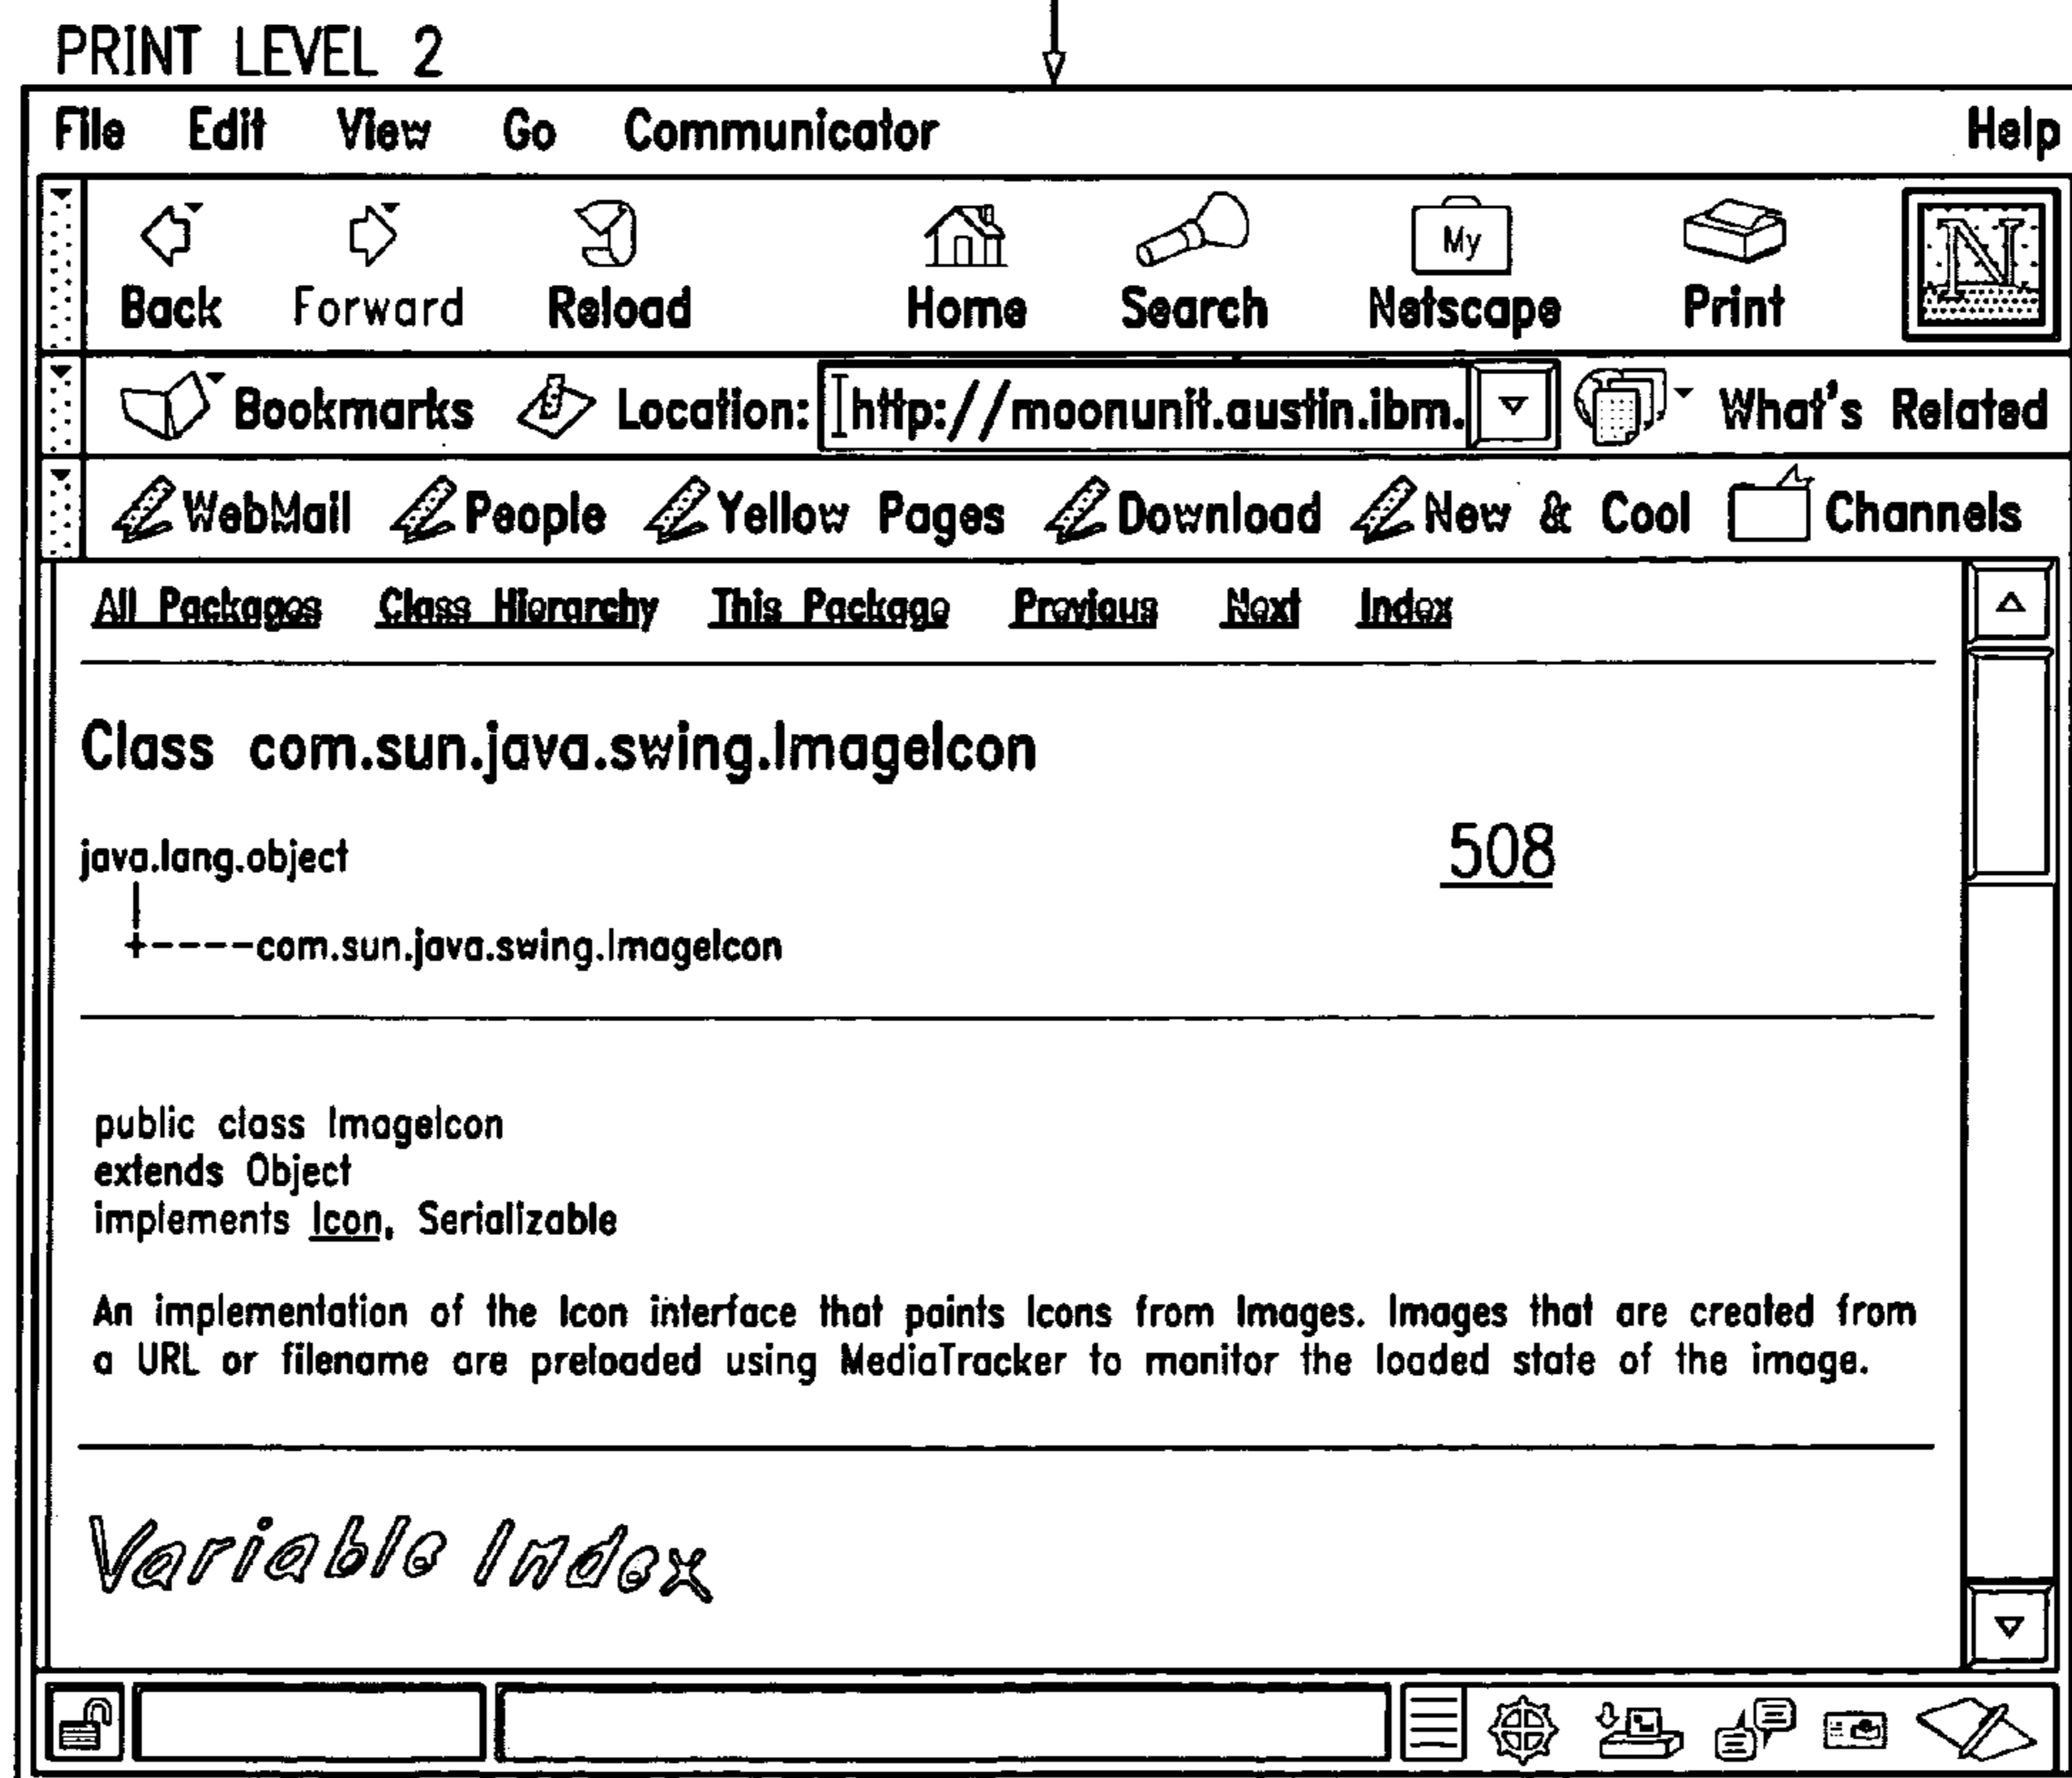 PRINT LEVEL 2
File Edit View Go Communicator Help
My N
Back Forward Reload Home Search Netscape Print
Bookmarks Location: http://moonunit.austin.ibm. What's Related
WebMail People Yellow Pages Download New & Cool Channels
All Packages Class Hierarchy This Package Previous Next Index
Class com.sun.java.swing.ImageIcon
508
java.lang.object
|
+-----com.sun.java.swing.ImageIcon
public class ImageIcon
extends Object
implements Icon, Serializable
An implementation of the Icon interface that paints Icons from Images. Images that are created from
a URL or filename are preloaded using MediaTracker to monitor the loaded state of the image.
Variable Index